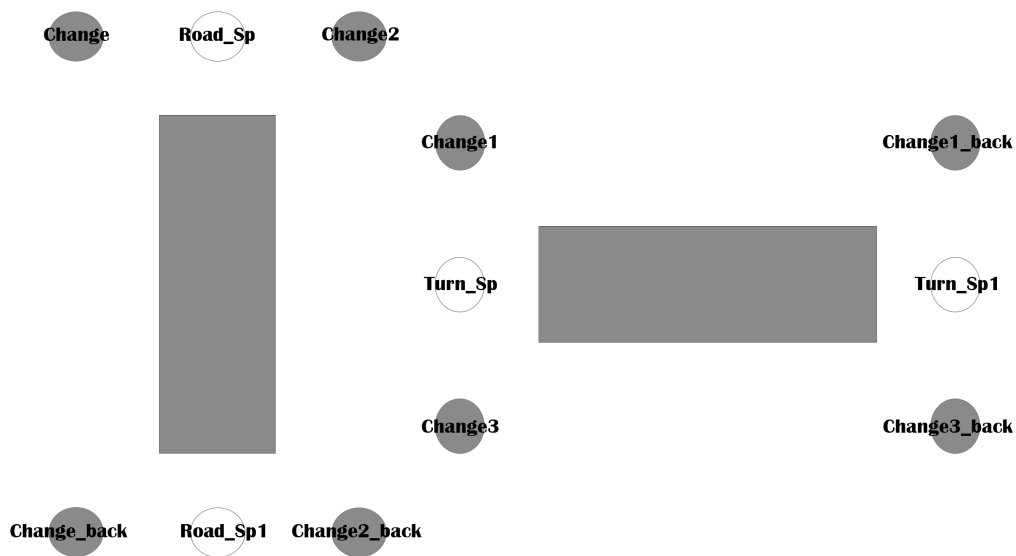 Change Road_Sp Change2
Change1 Change1_back
Turn_Sp Turn_Sp1
Change3 Change3_back
Change_back Road_Sp1 Change2_back